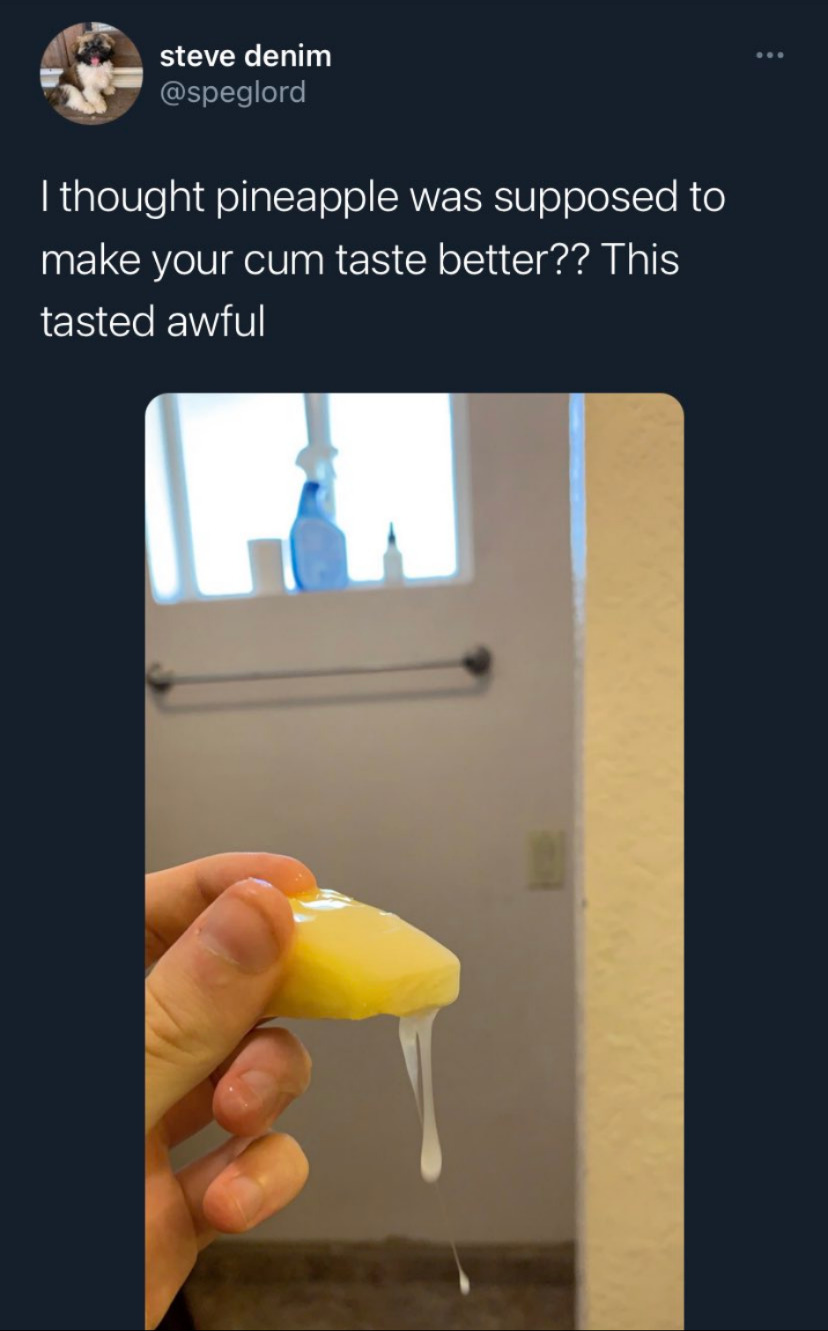 steve denim
@speglord
I thought pineapple was supposed to
make your cum taste better?? This
tasted awful